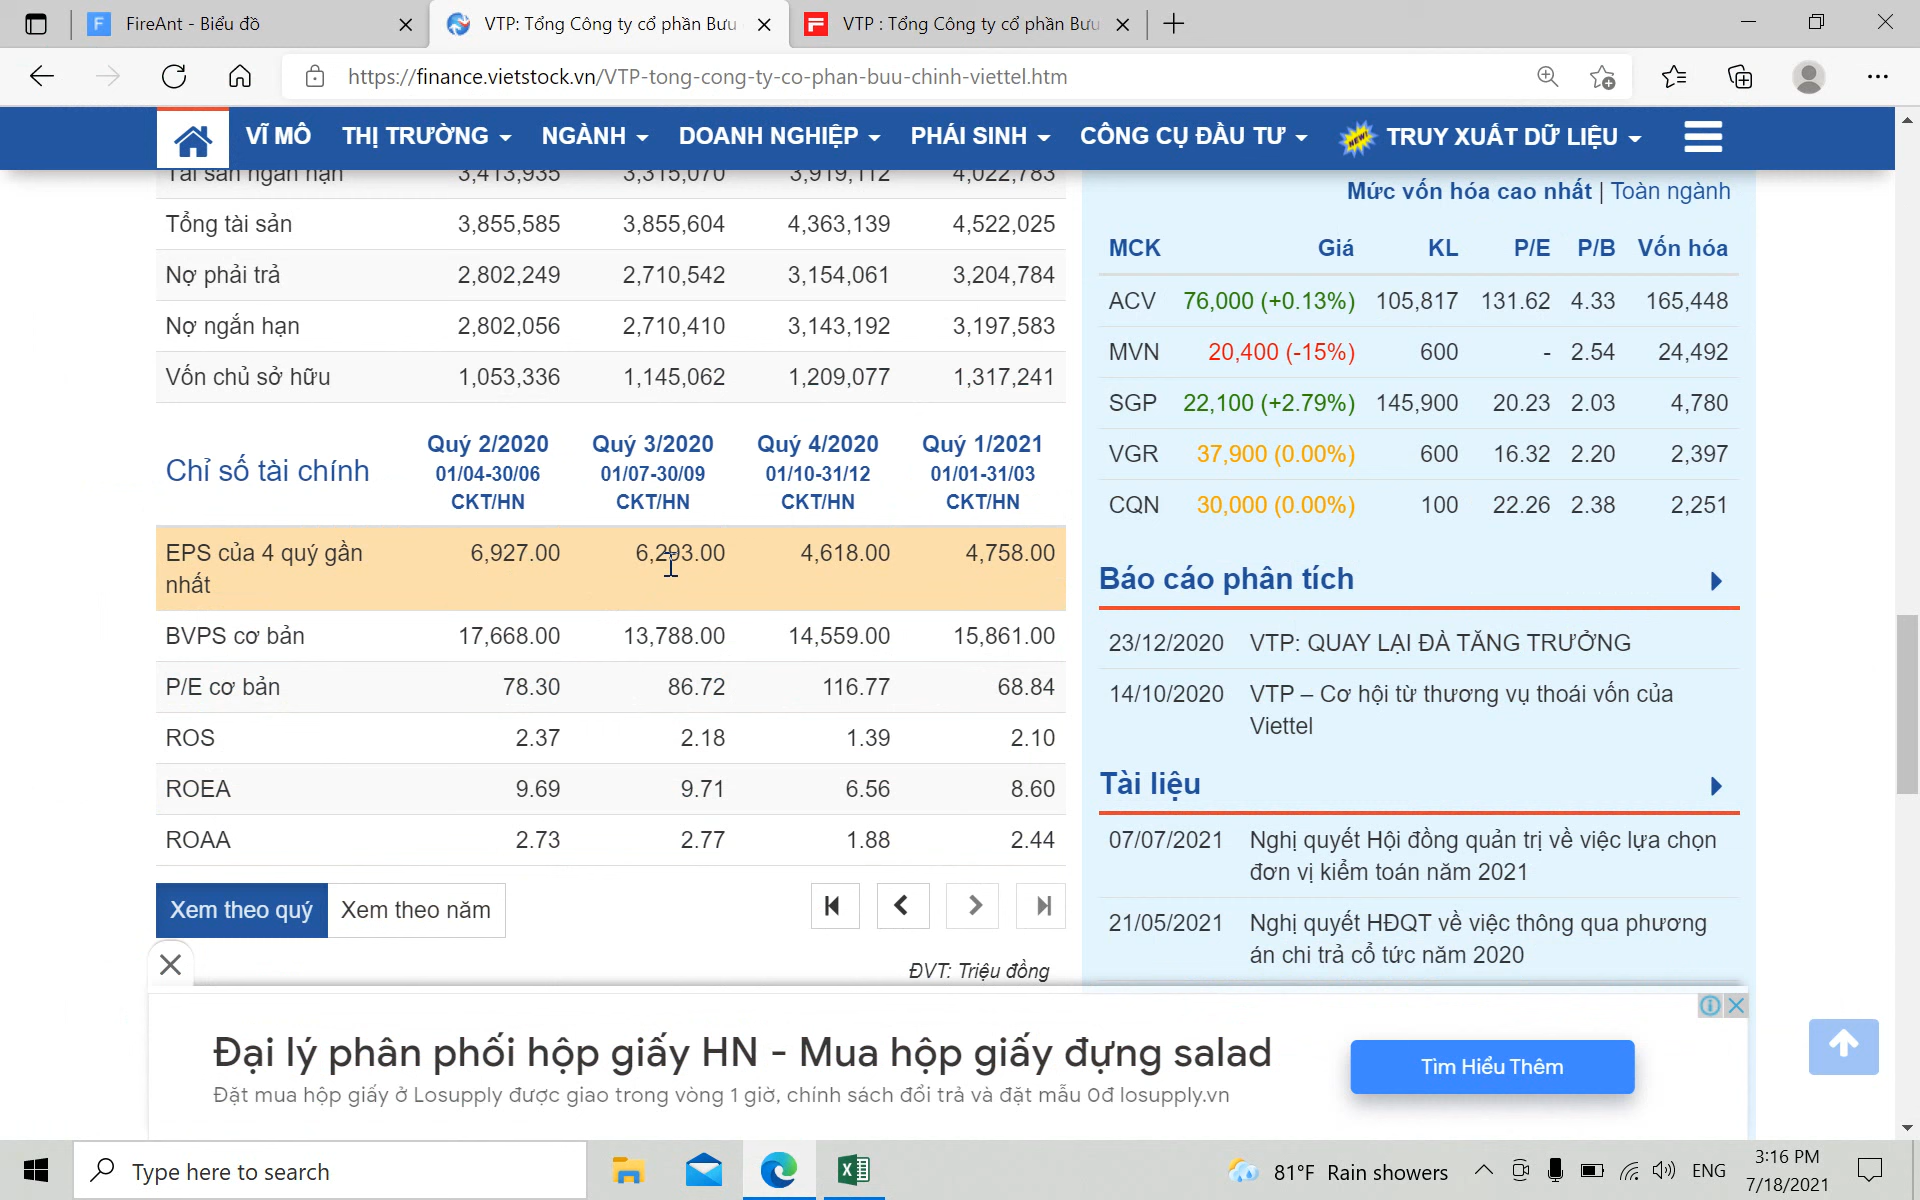 FireAnt - Biểu đồ
VTP: Tổng Công ty cổ phần Bưu
VTP : Tổng Công ty cổ phần Bưu
https://finance.vietstock.vn/VTP-tong-cong-ty-co-phan-buu-chinh-viettel.htm
VĨ MÔ THỊ TRƯỜNG NGÀNH DOANH NGHIỆP PHÁI SINH CÔNG CỤ ĐẦU TƯ TRUY XUẤT DỮ LIỆU
Tài sản ngắn hạn 3,413,935 3,315,070 3,919,112 4,022,783
Tổng tài sản 3,855,585 3,855,604 4,363,139 4,522,025
Nợ phải trả 2,802,249 2,710,542 3,154,061 3,204,784
Nợ ngắn hạn 2,802,056 2,710,410 3,143,192 3,197,583
Vốn chủ sở hữu 1,053,336 1,145,062 1,209,077 1,317,241
Chỉ số tài chính
Quý 2/2020 Quý 3/2020 Quý 4/2020 Quý 1/2021
01/04-30/06 01/07-30/09 01/10-31/12 01/01-31/03
CKT/HN CKT/HN CKT/HN CKT/HN
EPS của 4 quý gần 6,927.00 6,293.00 4,618.00 4,758.00
nhất
BVPS cơ bản 17,668.00 13,788.00 14,559.00 15,861.00
P/E cơ bản 78.30 86.72 116.77 68.84
ROS 2.37 2.18 1.39 2.10
ROEA 9.69 9.71 6.56 8.60
ROAA 2.73 2.77 1.88 2.44
Xem theo quý Xem theo năm
ĐVT: Triệu đồng
Mức vốn hóa cao nhất | Toàn ngành
MCK Giá KL P/E P/B Vốn hóa
ACV 76,000 (+0.13%) 105,817 131.62 4.33 165,448
MVN 20,400 (-15%) 600 - 2.54 24,492
SGP 22,100 (+2.79%) 145,900 20.23 2.03 4,780
VGR 37,900 (0.00%) 600 16.32 2.20 2,397
CQN 30,000 (0.00%) 100 22.26 2.38 2,251
Báo cáo phân tích
23/12/2020 VTP: QUAY LẠI ĐÀ TĂNG TRƯỞNG
14/10/2020 VTP – Cơ hội từ thương vụ thoái vốn của
Viettel
Tài liệu
07/07/2021 Nghị quyết Hội đồng quản trị về việc lựa chọn
đơn vị kiểm toán năm 2021
21/05/2021 Nghị quyết HĐQT về việc thông qua phương
án chi trả cổ tức năm 2020
Đại lý phân phối hộp giấy HN - Mua hộp giấy đựng salad
Đặt mua hộp giấy ở Losupply được giao trong vòng 1 giờ, chính sách đổi trả và đặt mẫu 0đ losupply.vn
Tìm Hiểu Thêm
Type here to search
81°F Rain showers
ENG
3:16 PM
7/18/2021